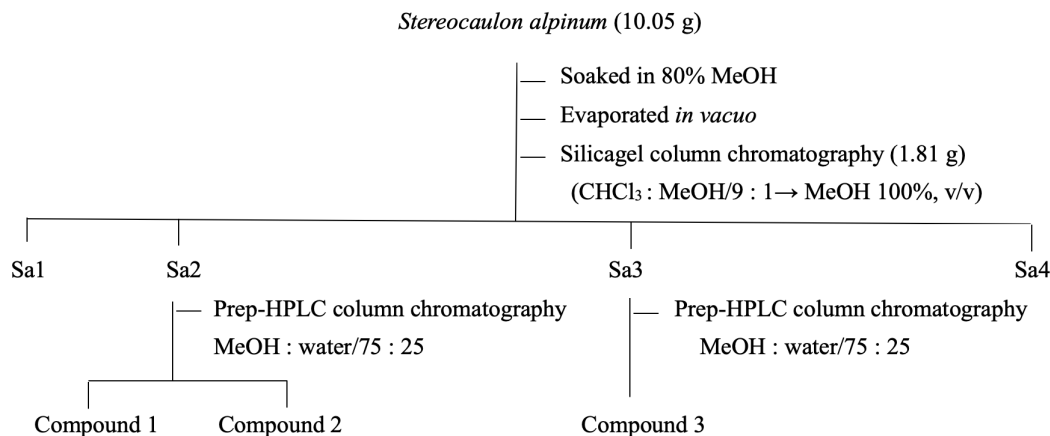 Stereocaulon alpinum (10.05 g)
Soaked in 80% MeOH
Evaporated in vacuo
Silicagel column chromatography (1.81 g)
(CHCl₃ : MeOH/9 : 1→ MeOH 100%, v/v)
Sa1 Sa2 Sa3 Sa4
Prep-HPLC column chromatography Prep-HPLC column chromatography
MeOH : water/75 : 25 MeOH : water/75 : 25
Compound 1 Compound 2 Compound 3